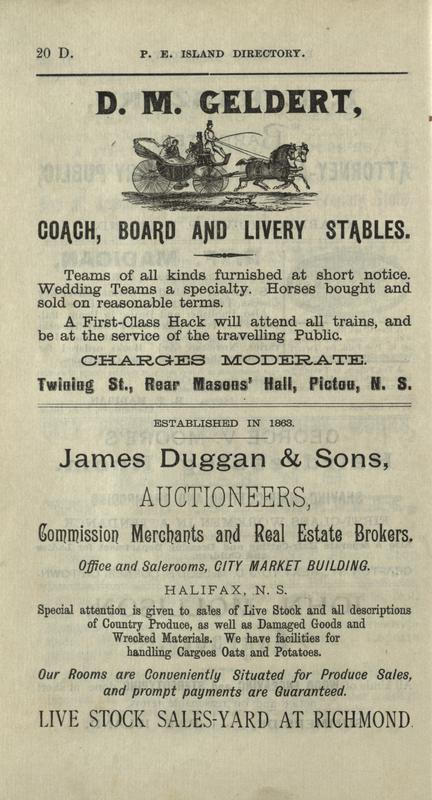 20 D.
P. E. ISLAND DIRECTORY.
D. M. GELDERT,
COACH, BOARD AND LIVERY STABLES.
Teams of all kinds furnished at short notice.
Wedding Teams a specialty. Horses bought and
sold on reasonable terms.
A First-Class Hack will attend all trains, and
be at the service of the travelling Public.
CHARGES MODERATE.
Twining St., Rear Masons' Hall, Pictou, N. S.
ESTABLISHED IN 1863.
James Duggan & Sons,
AUCTIONEERS,
Commission Merchants and Real Estate Brokers.
Office and Salerooms, CITY MARKET BUILDING.
HALIFAX, N. S.
Special attention is given to sales of Live Stock and all descriptions
of Country Produce, as well as Damaged Goods and
Wrecked Materials. We have facilities for
handling Cargoes Oats and Potatoes.
Our Rooms are Conveniently Situated for Produce Sales,
and prompt payments are Guaranteed.
LIVE STOCK SALES-YARD AT RICHMOND.